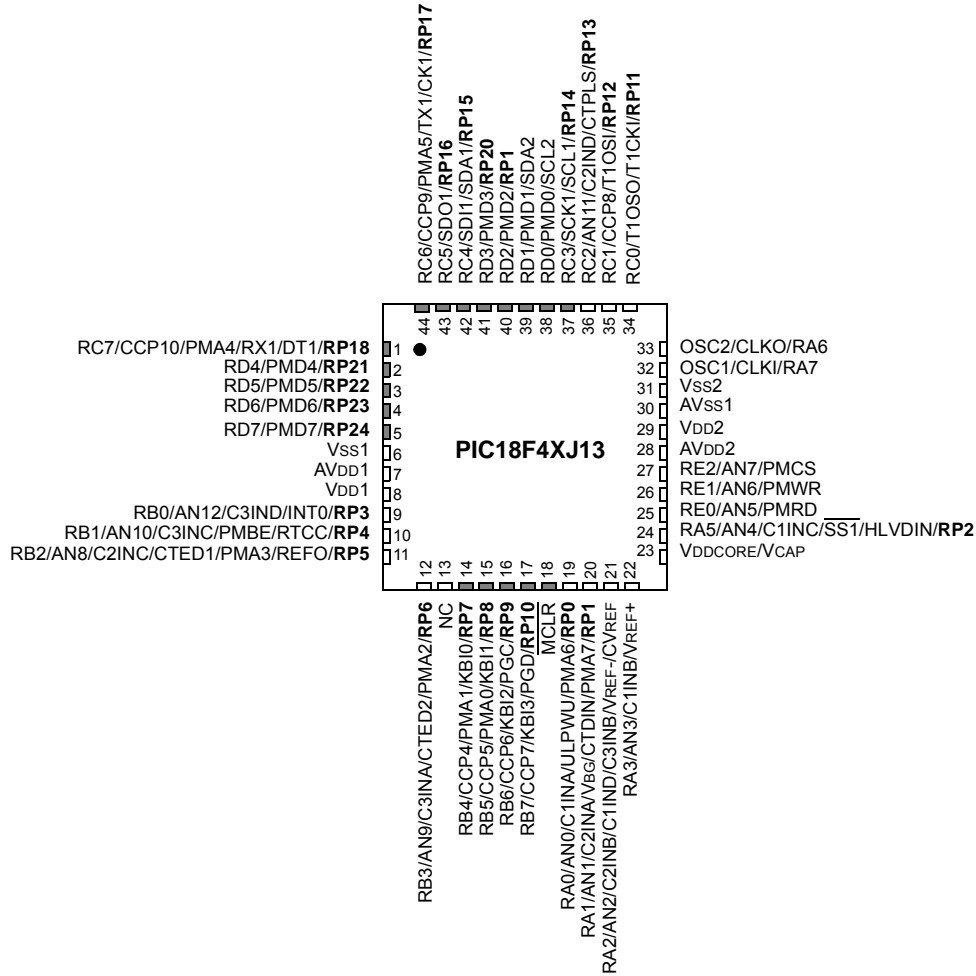 RC6/CCP9/PMA5/TX1/CK1/RP17
RC5/SDO1/RP16
RC4/SDI1/SDA1/RP15
RD3/PMD3/RP20
RD2/PMD2/RP1
RD1/PMD1/SDA2
RD0/PMD0/SCL2
RC3/SCK1/SCL1/RP14
RC2/AN11/C2IND/CTPLS/RP13
RC1/CCP8/T1OSI/RP12
RC0/T1OSO/T1CKI/RP11
44 43 42 41 40 39 38 37 36 35 34
RC7/CCP10/PMA4/RX1/DT1/RP18 1
RD4/PMD4/RP21 2
RD5/PMD5/RP22 3
RD6/PMD6/RP23 4
RD7/PMD7/RP24 5
VSS1 6
AVDD1 7
VDD1 8
RB0/AN12/C3IND/INT0/RP3 9
RB1/AN10/C3INC/PMBE/RTCC/RP4 10
RB2/AN8/C2INC/CTED1/PMA3/REFO/RP5 11
PIC18F4XJ13
33 OSC2/CLKO/RA6
32 OSC1/CLKI/RA7
31 VSS2
30 AVSS1
29 VDD2
28 AVDD2
27 RE2/AN7/PMCS
26 RE1/AN6/PMWR
25 RE0/AN5/PMRD
24 RA5/AN4/C1INC/SS1/HLVDIN/RP2
23 VDDCORE/VCAP
12 13 14 15 16 17 18 19 20 21 22
RB3/AN9/C3INA/CTED2/PMA2/RP6
NC
RB4/CCP4/PMA1/KBI0/RP7
RB5/CCP5/PMA0/KBI1/RP8
RB6/CCP6/KBI2/PGC/RP9
RB7/CCP7/KBI3/PGD/RP10
MCLR
RA0/AN0/C1INA/ULPWU/PMA6/RP0
RA1/AN1/C2INA/VBG/CTDIN/PMA7/RP1
RA2/AN2/C2INB/C1IND/C3INB/VREF-/CVREF
RA3/AN3/C1INB/VREF+